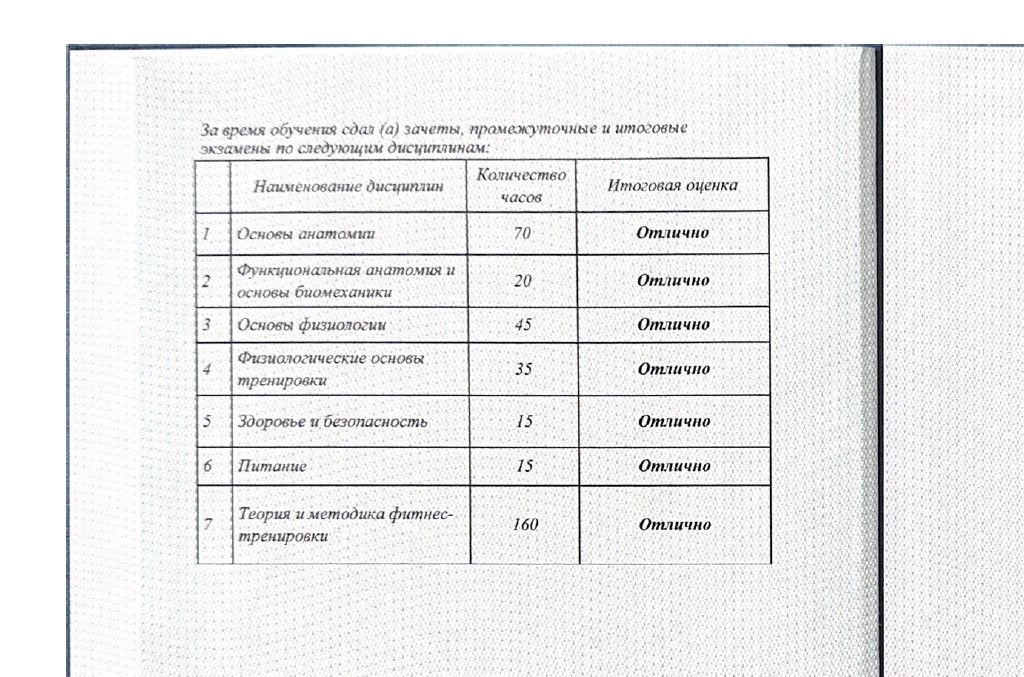 За время обучения сдал (а) зачеты, промежуточные и итоговые
экзамены по следующим дисциплинам:
Наименование дисциплин Количество часов Итоговая оценка
1 Основы анатомии 70 Отлично
2 Функциональная анатомия и основы биомеханики 20 Отлично
3 Основы физиологии 45 Отлично
4 Физиологические основы тренировки 35 Отлично
5 Здоровье и безопасность 15 Отлично
6 Питание 15 Отлично
7 Теория и методика фитнес-тренировки 160 Отлично